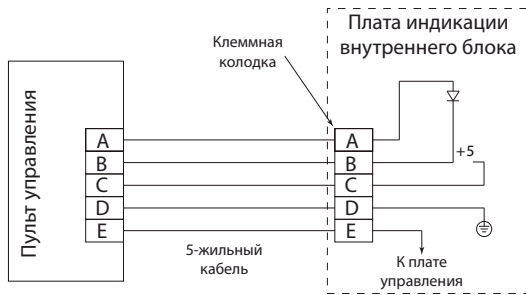 Плата индикации
внутреннего блока
Клеммная
колодка
Пульт управления
A
B
C
D
E
A
B
C
D
E
+5
5-жильный
кабель
К плате
управления